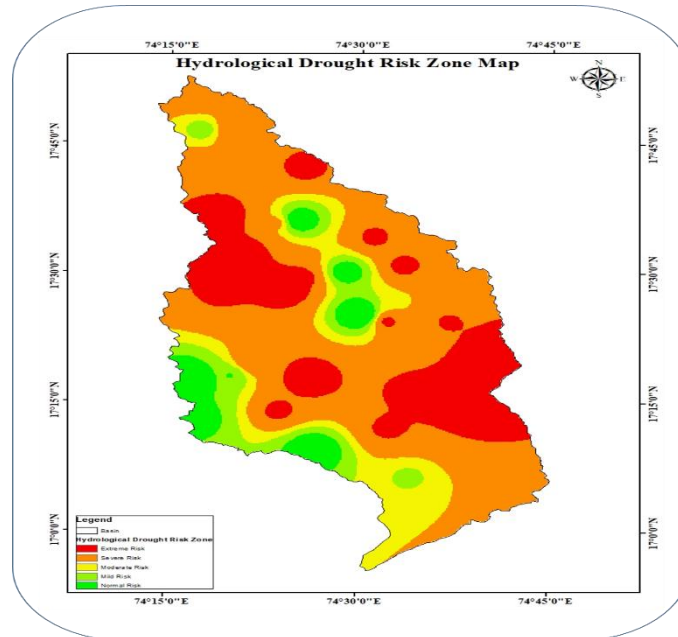 74°15'0"E 74°30'0"E 74°45'0"E
Hydrological Drought Risk Zone Map
N
W E
S
17°45'0"N 17°45'0"N
17°30'0"N 17°30'0"N
17°15'0"N 17°15'0"N
17°0'0"N 17°0'0"N
Legend
Basin
Hydrological Drought Risk Zone
Extreme Risk
Severe Risk
Moderate Risk
Mild Risk
Normal Risk
74°15'0"E 74°30'0"E 74°45'0"E